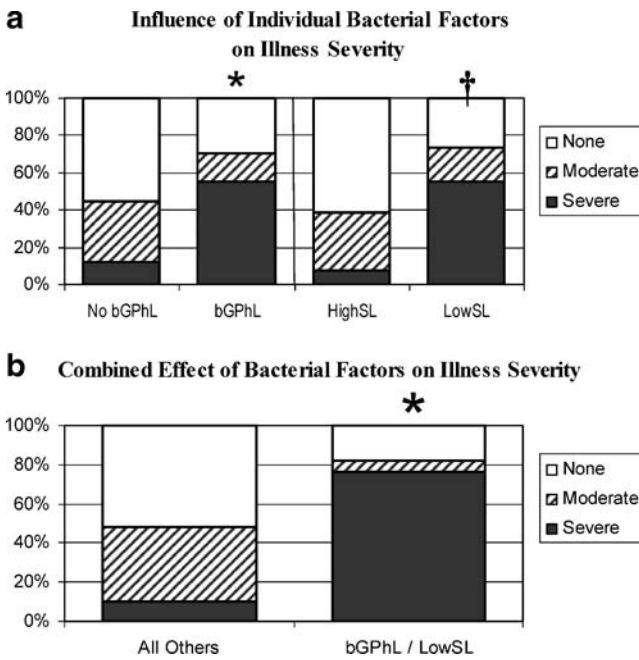 a
Influence of Individual Bacterial Factors
on Illness Severity
* †
100%
80%
60%
40%
20%
0%
No bGPhL bGPhL HighSL LowSL
None
Moderate
Severe
b
Combined Effect of Bacterial Factors on Illness Severity
*
100%
80%
60%
40%
20%
0%
All Others bGPhL / LowSL
None
Moderate
Severe